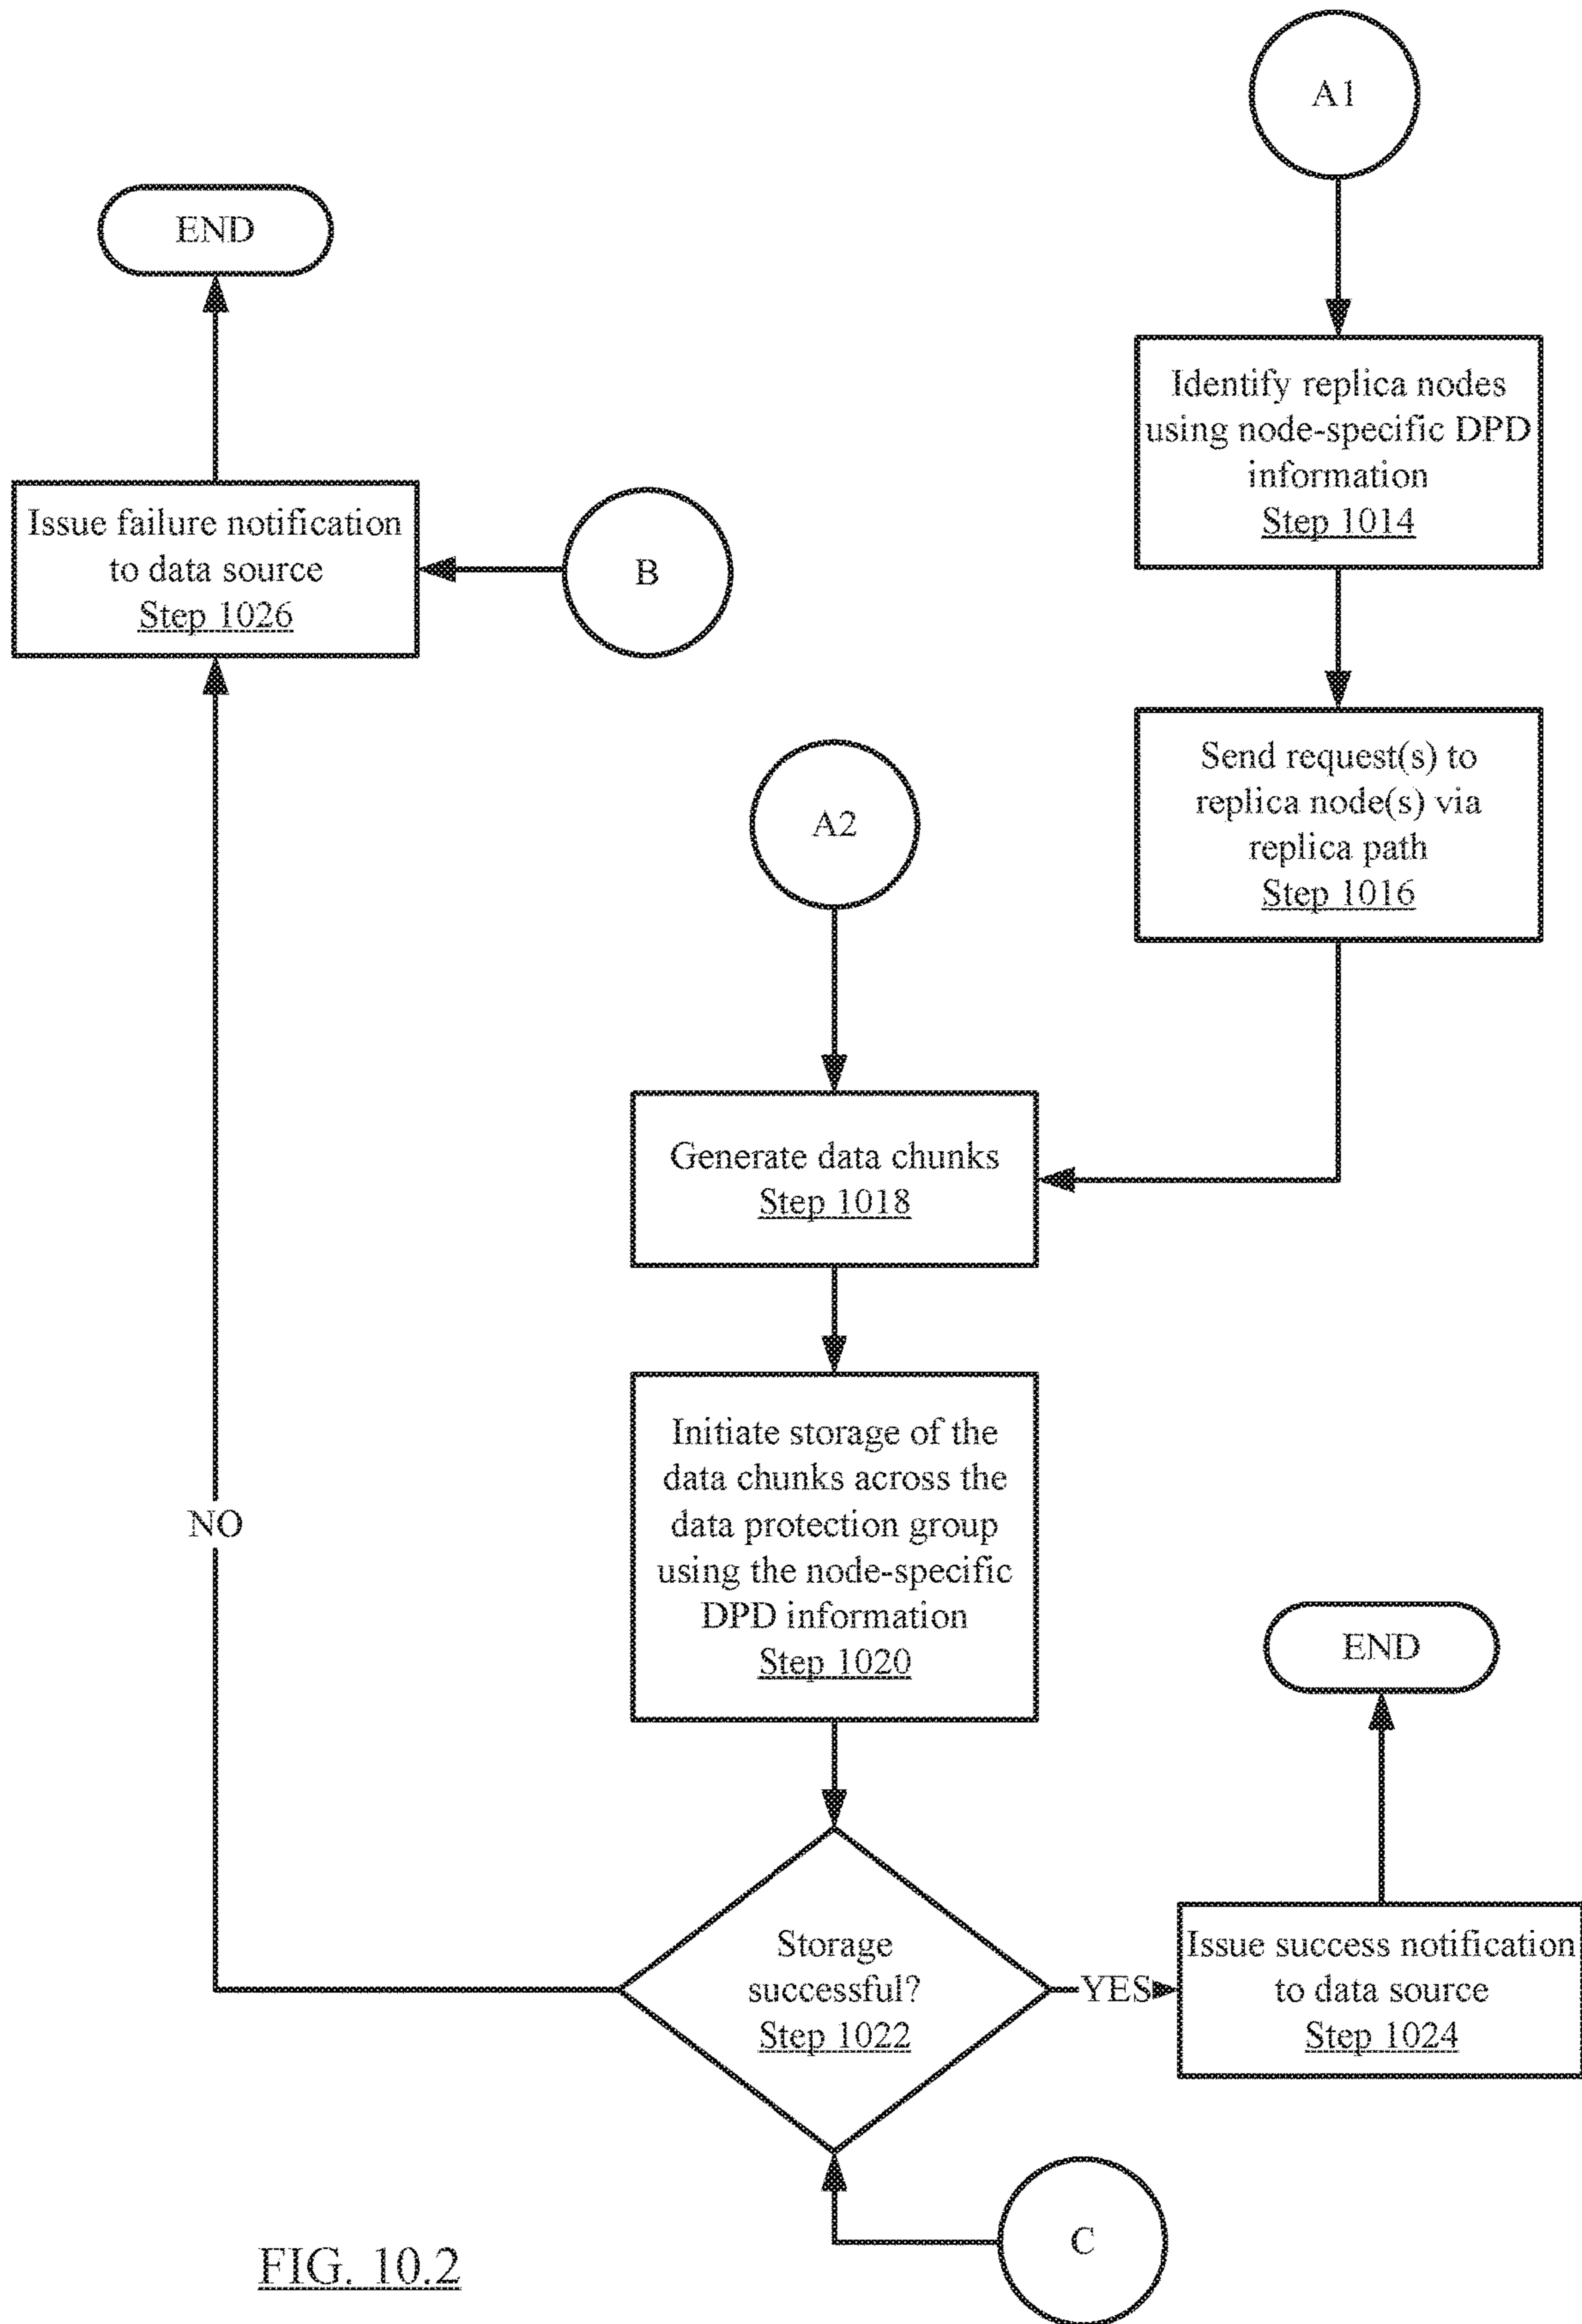 A1
END
Identify replica nodes
using node-specific DPD
information
Step 1014
Issue failure notification
to data source
Step 1026
B
Send request(s) to
replica node(s) via
replica path
Step 1016
A2
Generate data chunks
Step 1018
Initiate storage of the
data chunks across the
data protection group
using the node-specific
DPD information
Step 1020
NO
END
Storage
successful?
Step 1022
YES
Issue success notification
to data source
Step 1024
C
FIG. 10.2